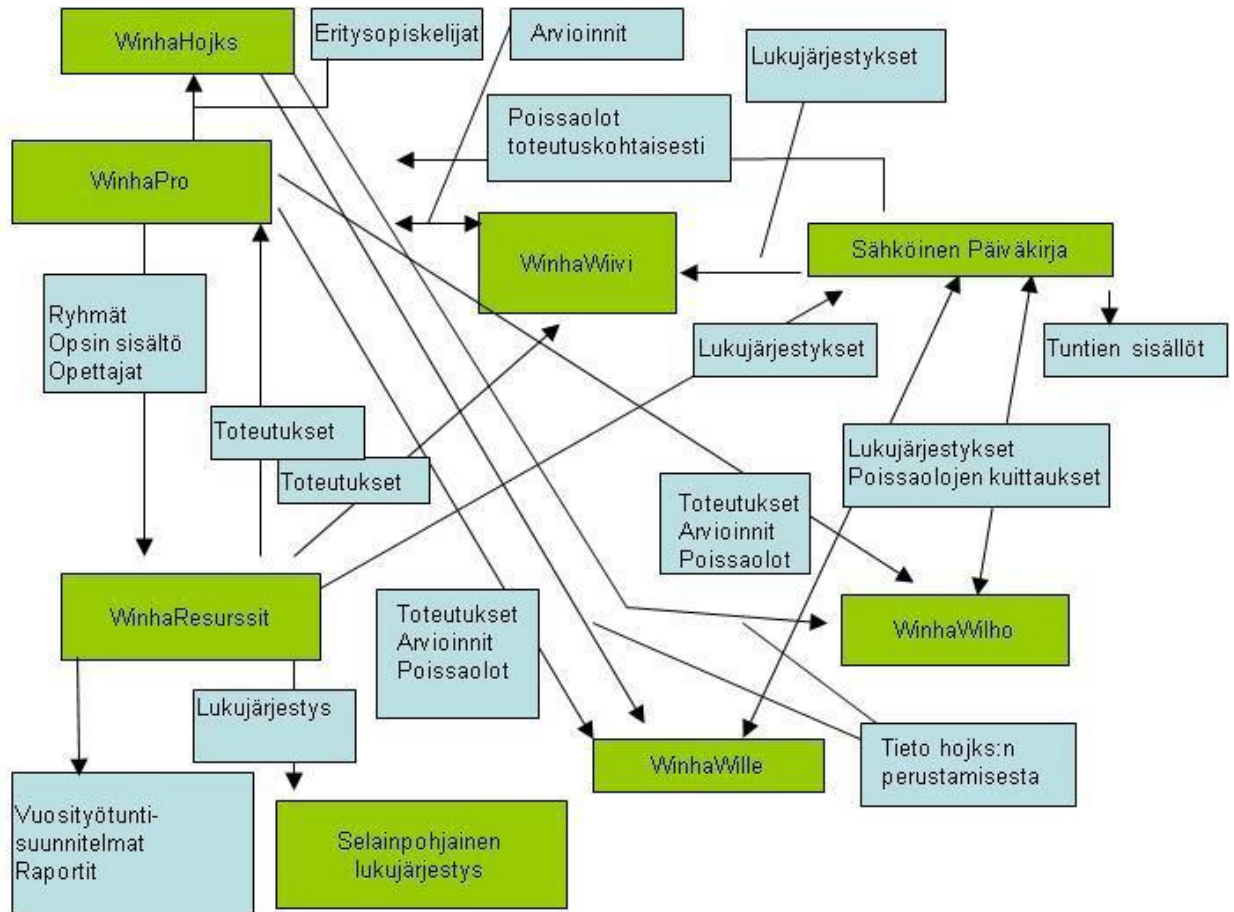 WinhaHojks
Eritysopiskelijat
Arvioinnit
Lukujärjestykset
Poissaolot
toteutuskohtaisesti
WinhaPro
WinhaWiivi
Sähköinen Päiväkirja
Ryhmät
Opsin sisältö
Opettajat
Lukujärjestykset
Tuntien sisällöt
Toteutukset
Toteutukset
Lukujärjestykset
Poissaolojen kuittaukset
Toteutukset
Arvioinnit
Poissaolot
WinhaResurssit
Toteutukset
Arvioinnit
Poissaolot
WinhaWilho
Lukujärjestys
WinhaWille
Tieto hojks:n
perustamisesta
Vuosityötunti-
suunnitelmat
Raportit
Selainpohjainen
lukujärjestys